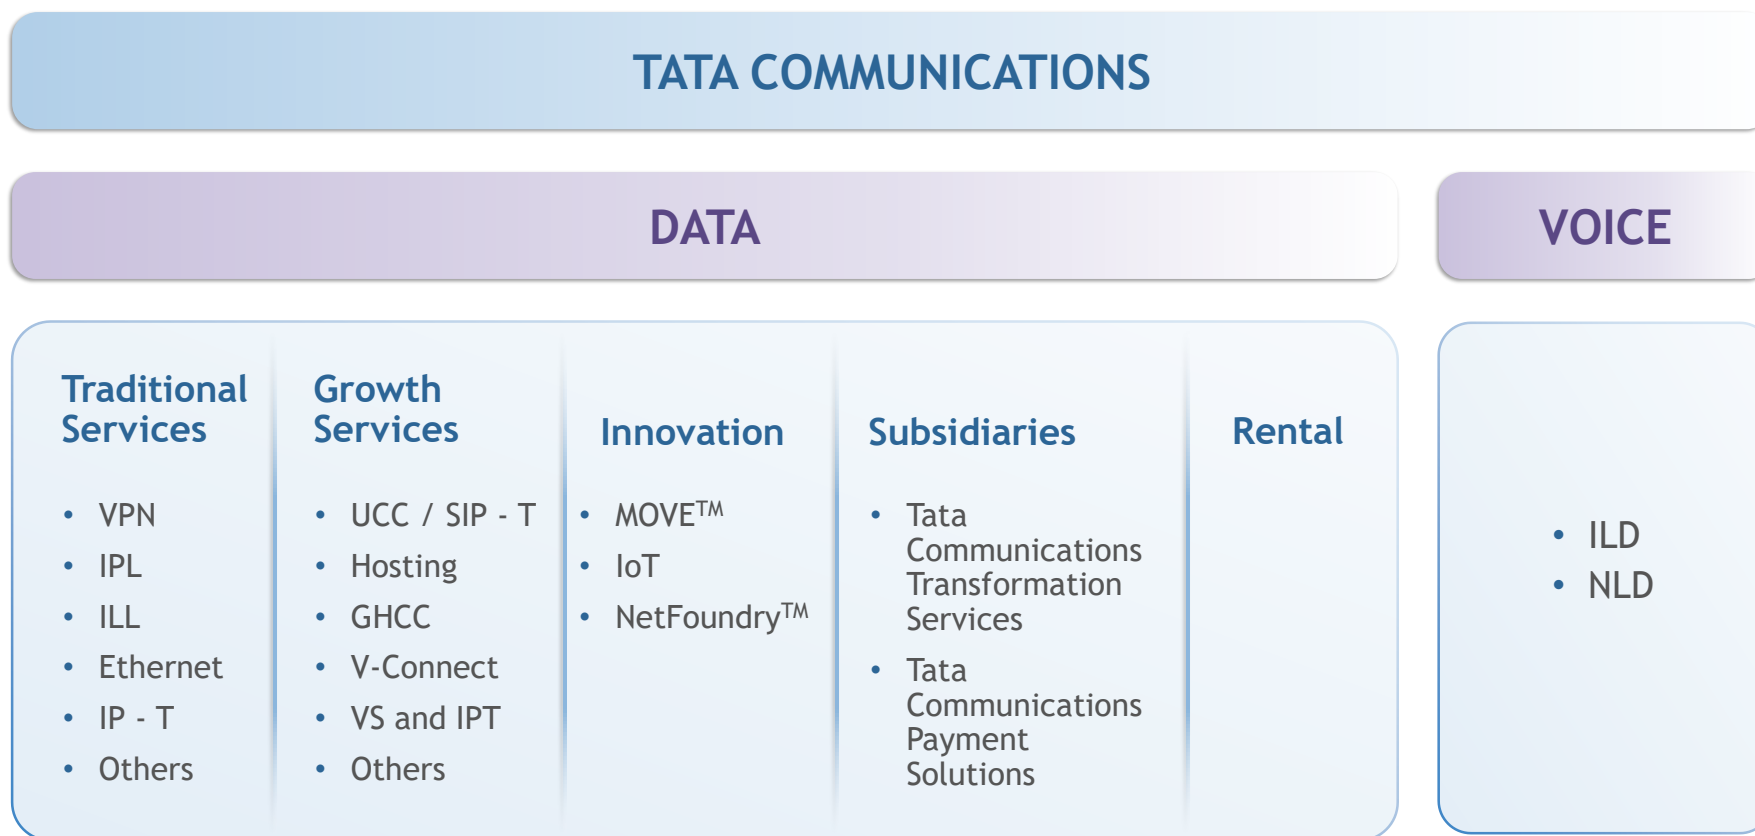 TATA COMMUNICATIONS
DATA
VOICE
Traditional
Services
• VPN
• IPL
• ILL
• Ethernet
• IP - T
• Others
Growth
Services
• UCC / SIP - T
• Hosting
• GHCC
• V-Connect
• VS and IPT
• Others
Innovation
• MOVE™
• IoT
• NetFoundry™
Subsidiaries
• Tata
Communications
Transformation
Services
• Tata
Communications
Payment
Solutions
Rental
• ILD
• NLD